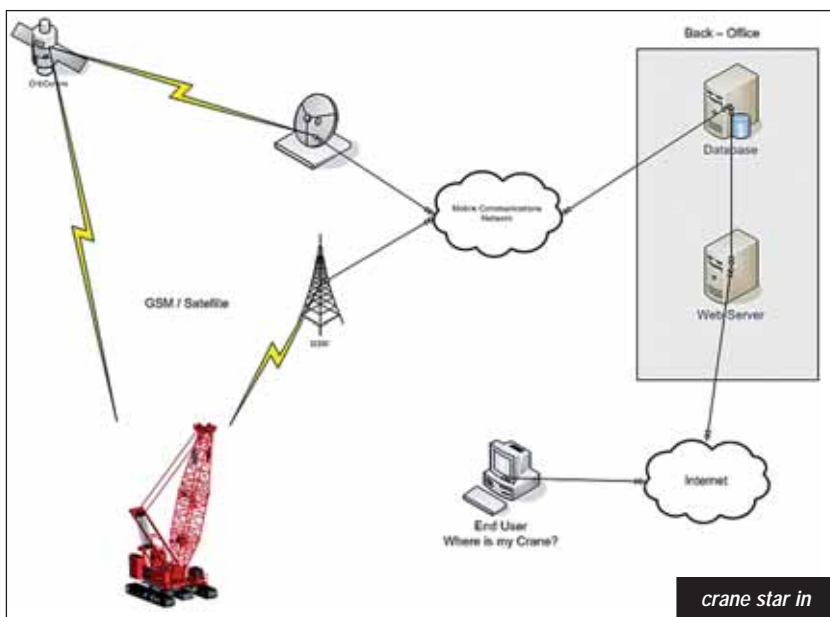 Back – Office
Database
Mobile Communications
Network
GSM / Satellite
Web Server
Internet
End User
Where is my Crane?
crane star in